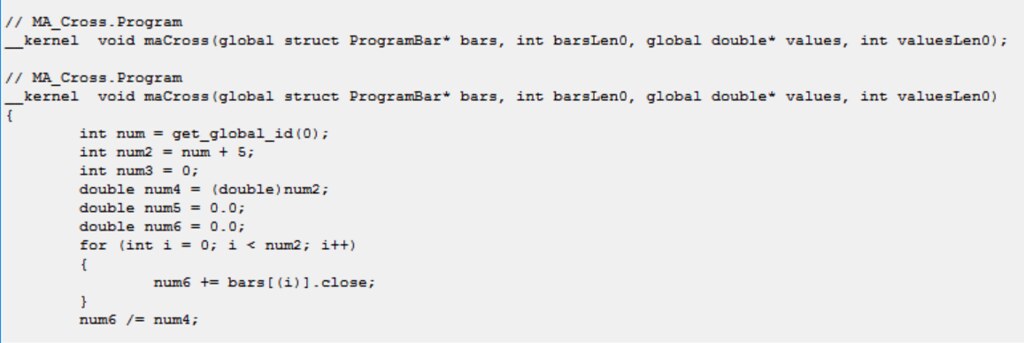 // MA_Cross.Program
__kernel  void maCross(global struct ProgramBar* bars, int barsLen0, global double* values, int valuesLen0);
// MA_Cross.Program
__kernel  void maCross(global struct ProgramBar* bars, int barsLen0, global double* values, int valuesLen0)
{
        int num = get_global_id(0);
        int num2 = num + 5;
        int num3 = 0;
        double num4 = (double)num2;
        double num5 = 0.0;
        double num6 = 0.0;
        for (int i = 0; i < num2; i++)
        {
                num6 += bars[(i)].close;
        }
        num6 /= num4;